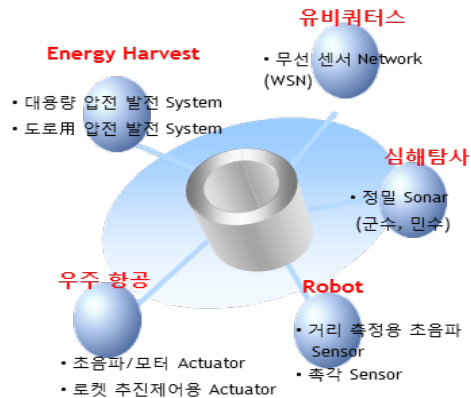 유비쿼터스
• 무선 센서 Network
(WSN)
Energy Harvest
• 대용량 압전 발전 System
• 도로用 압전 발전 System
심해탐사
• 정밀 Sonar
(군수, 민수)
우주 항공
• 초음파/모터 Actuator
• 로켓 추진제어용 Actuator
Robot
• 거리 측정용 초음파
Sensor
• 촉각 Sensor